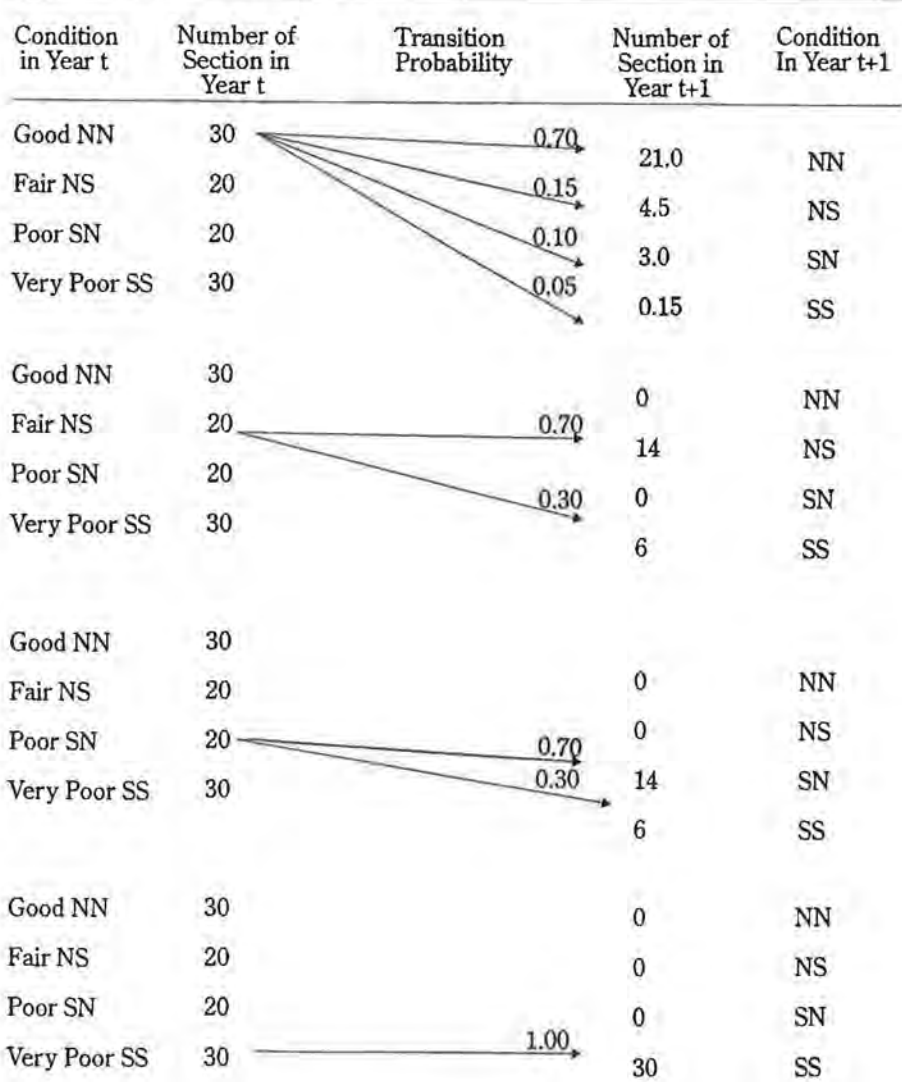 Condition Number of Transition Number of Condition
in Year t Section in Probability Section in In Year t+1
Year t Year t+1
Good NN 30 0.70 21.0 NN
Fair NS 20 0.15 4.5 NS
Poor SN 20 0.10 3.0 SN
Very Poor SS 30 0.05 0.15 SS
Good NN 30 0 NN
Fair NS 20 0.70 14 NS
Poor SN 20 0.30 0 SN
Very Poor SS 30 6 SS
Good NN 30 0 NN
Fair NS 20 0 NS
Poor SN 20 0.70 14 SN
Very Poor SS 30 0.30 6 SS
Good NN 30 0 NN
Fair NS 20 0 NS
Poor SN 20 0 SN
Very Poor SS 30 1.00 30 SS